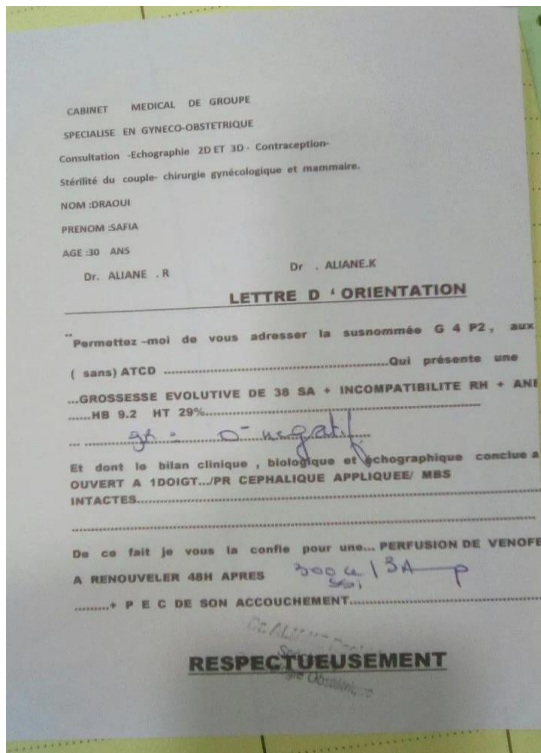 CABINET MEDICAL DE GROUPE
SPECIALISE EN GYNECO-OBSTETRIQUE
Consultation -Echographie 2D ET 3D - Contraception-
Stérilité du couple- chirurgie gynécologique et mammaire.
NOM :DRAOUI
PRENOM :SAFIA
AGE :30 ANS
Dr. ALIANE . R Dr . ALIANE.K
LETTRE D ' ORIENTATION
Permettez -moi de vous adresser la susnommée G 4 P2 , aux
( sans) ATCD ..................................................Qui présente une
...GROSSESSE EVOLUTIVE DE 38 SA + INCOMPATIBILITE RH + ANE
......HB 9.2 HT 29%..................................................
gr = O- negatif
Et dont le bilan clinique , biologique et échographique conclue a
OUVERT A 1DOIGT.../PR CEPHALIQUE APPLIQUEE/ MBS
INTACTES..................................................
De ce fait je vous la confie pour une... PERFUSION DE VENOFE
A RENOUVELER 48H APRES 300
.........+ P E C DE SON ACCOUCHEMENT..................................................
RESPECTUEUSEMENT